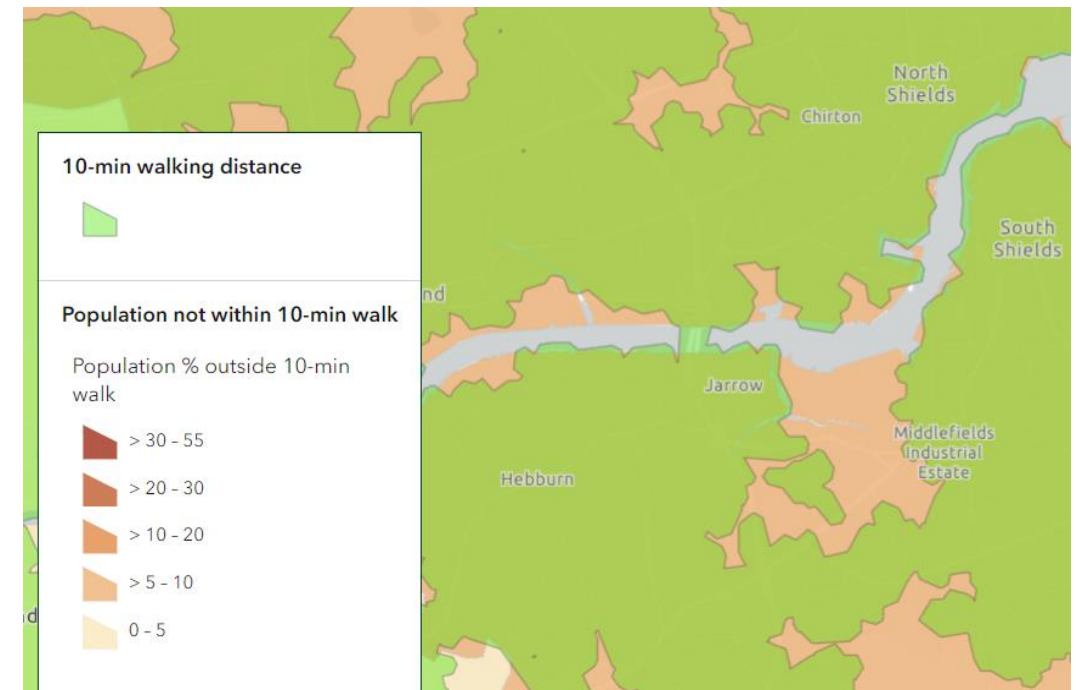 North
Shields
Chirton
South
Shields
nd
Jarrow
Middlefields
Industrial
Estate
Hebburn
d
10-min walking distance
Population not within 10-min walk
Population % outside 10-min
walk
> 30 - 55
> 20 - 30
> 10 - 20
> 5 - 10
0 - 5